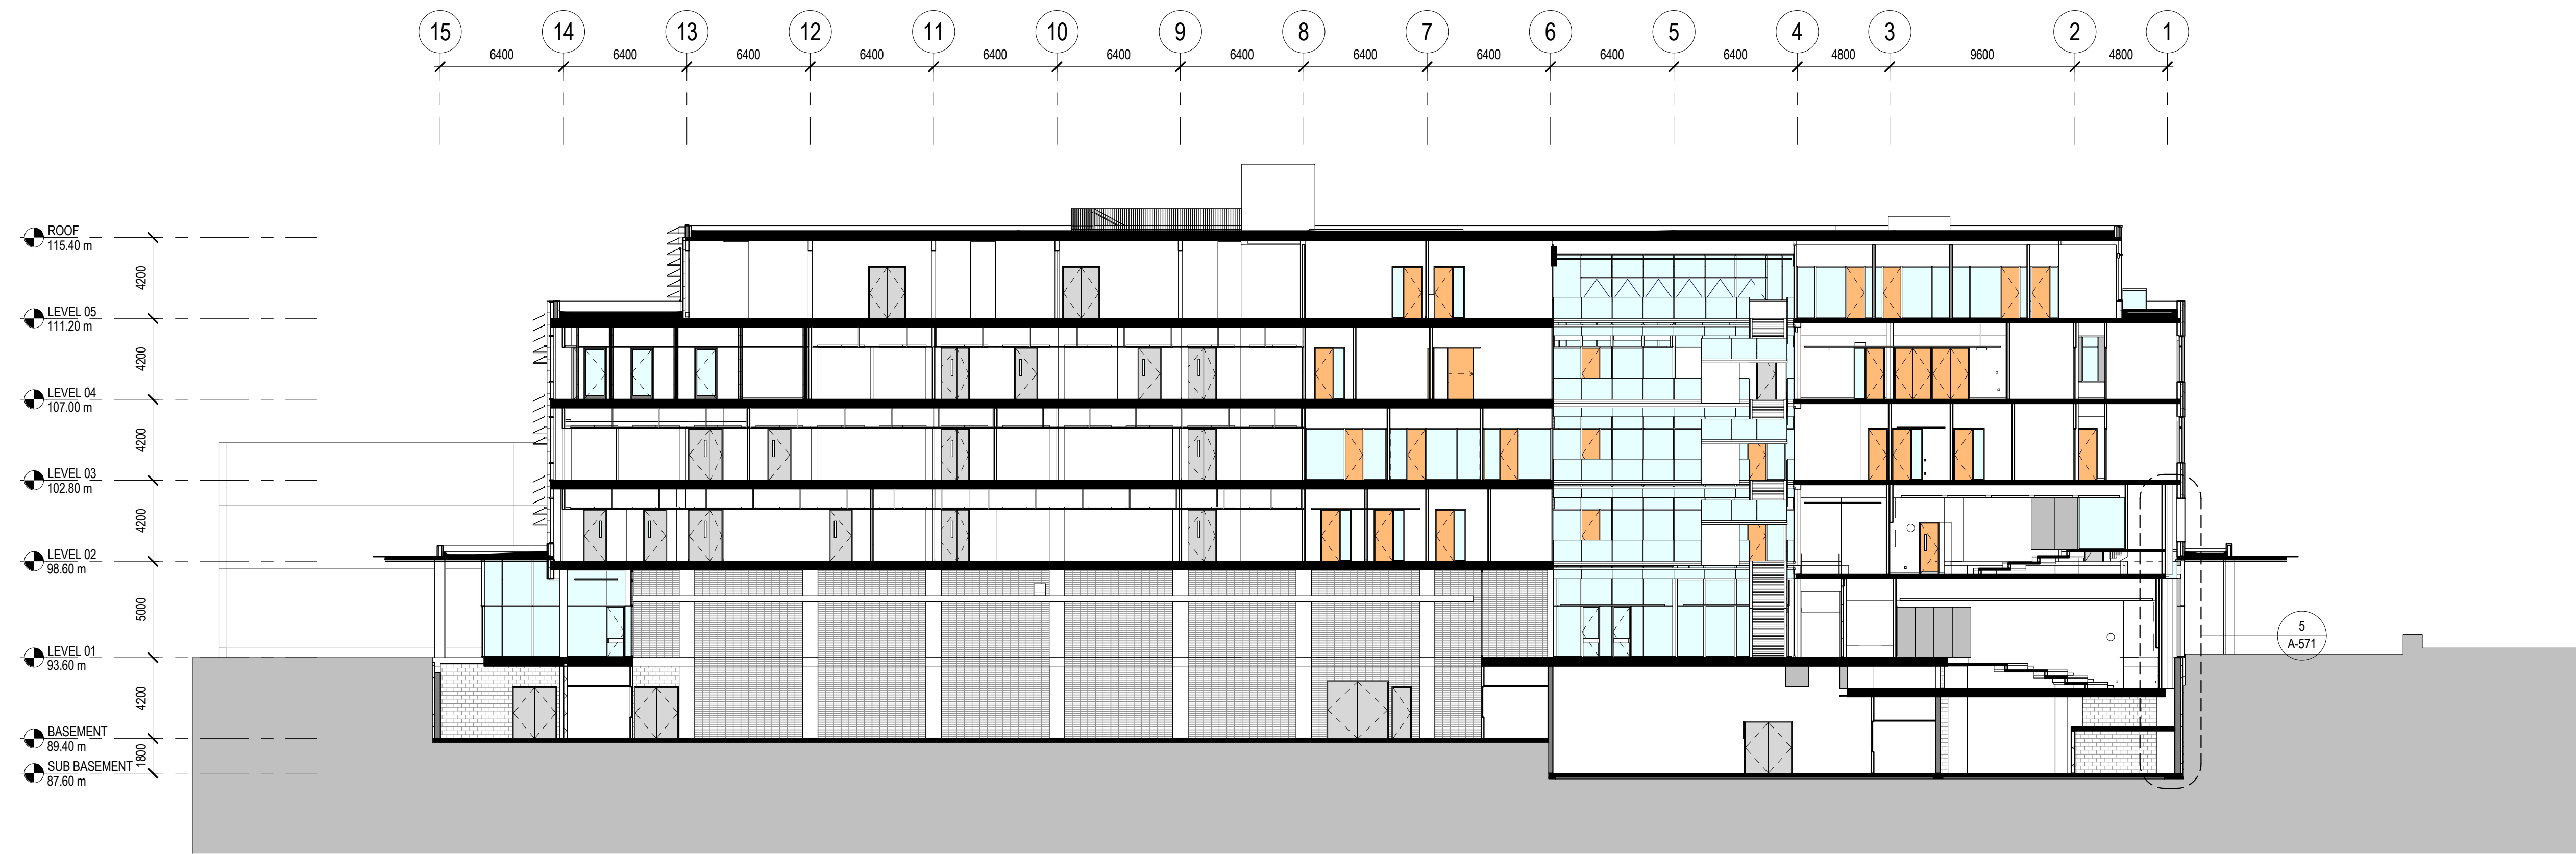 15 14 13 12 11 10 9 8 7 6 5 4 3 2 1
6400 6400 6400 6400 6400 6400 6400 6400 6400 6400 6400 4800 9600 4800
ROOF
115.40 m
4200
LEVEL 05
111.20 m
4200
LEVEL 04
107.00 m
4200
LEVEL 03
102.80 m
4200
LEVEL 02
98.60 m
5000
LEVEL 01
93.60 m
4200
BASEMENT
89.40 m
1800
SUB BASEMENT
87.60 m
5
A-571